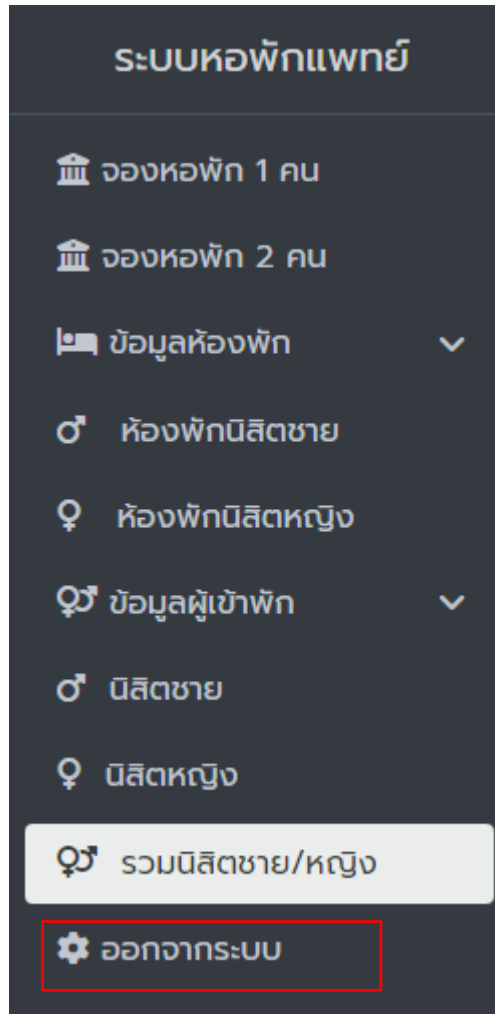 ระบบหอพักแพทย์
จองหอพัก 1 คน
จองหอพัก 2 คน
ข้อมูลห้องพัก
ห้องพักนิสิตชาย
ห้องพักนิสิตหญิง
ข้อมูลผู้เข้าพัก
นิสิตชาย
นิสิตหญิง
รวมนิสิตชาย/หญิง
ออกจากระบบ